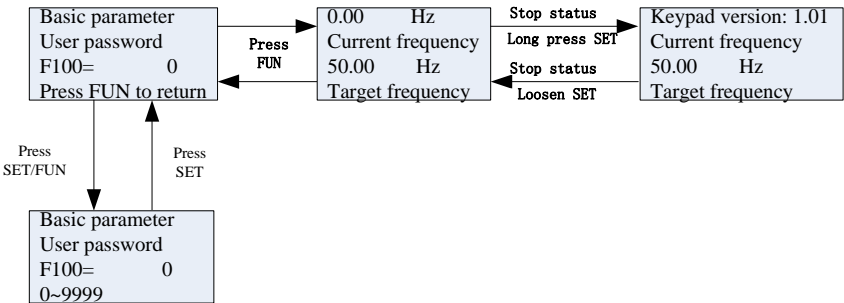 Basic parameter
User password
F100= 0
Press FUN to return
Press
FUN
0.00 Hz
Current frequency
50.00 Hz
Target frequency
Stop status
Long press SET
Stop status
Loosen SET
Keypad version: 1.01
Current frequency
50.00 Hz
Target frequency
Press
SET/FUN
Press
SET
Basic parameter
User password
F100= 0
0~9999